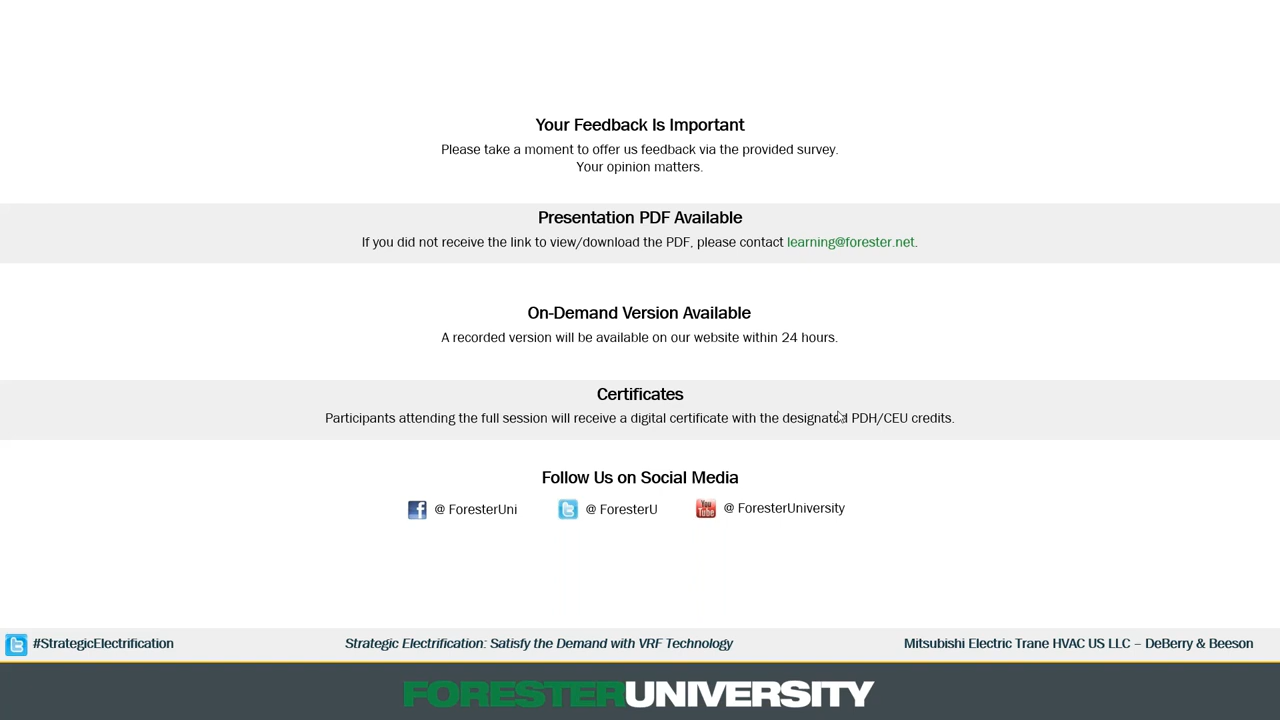 Your Feedback Is Important
Please take a moment to offer us feedback via the provided survey.
Your opinion matters.
Presentation PDF Available
If you did not receive the link to view/download the PDF, please contact learning@forester.net.
On-Demand Version Available
A recorded version will be available on our website within 24 hours.
Certificates
Participants attending the full session will receive a digital certificate with the designated PDH/CEU credits.
Follow Us on Social Media
@ ForesterUni @ ForesterU You Tube @ ForesterUniversity
#StrategicElectrification Strategic Electrification: Satisfy the Demand with VRF Technology Mitsubishi Electric Trane HVAC US LLC – DeBerry & Beeson
FORESTERUNIVERSITY